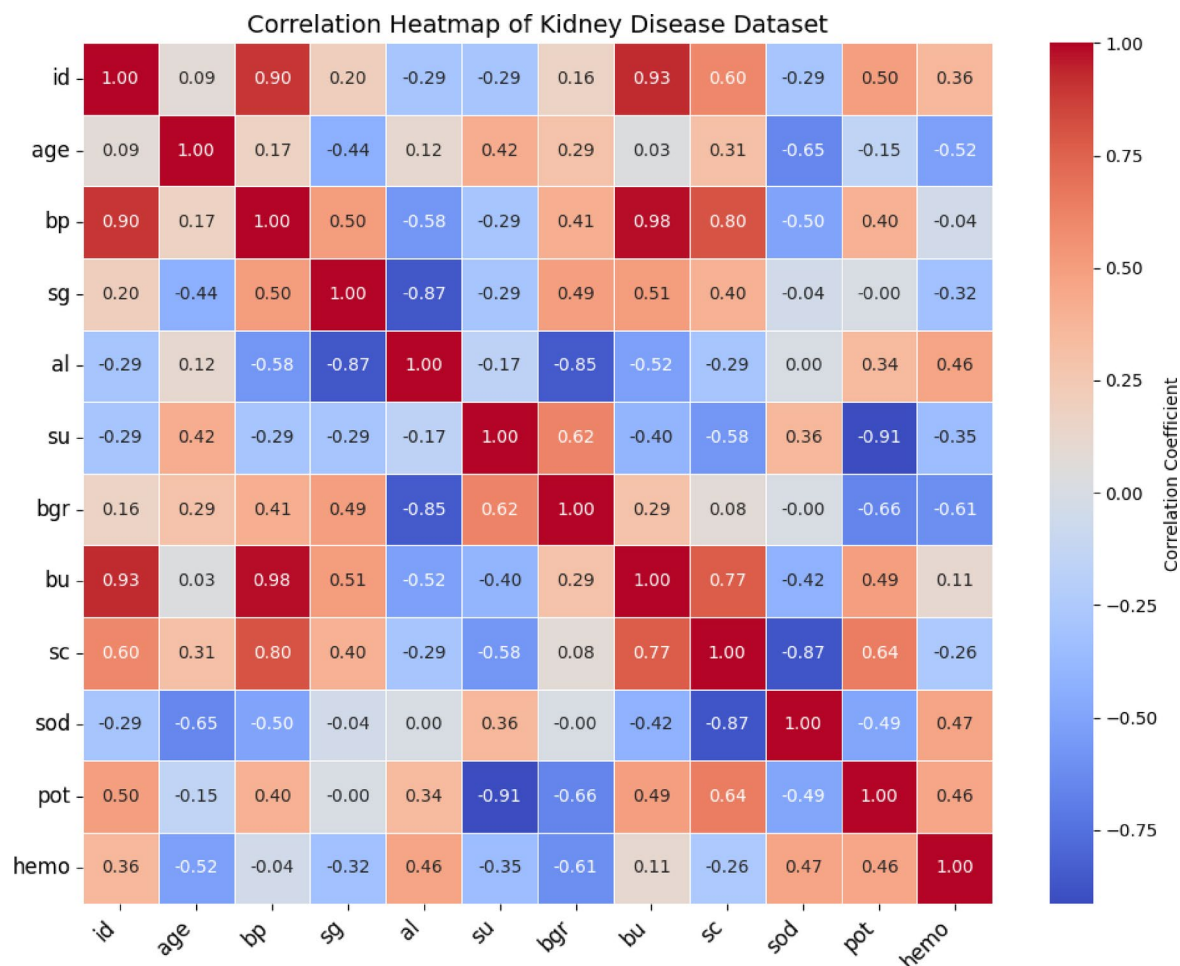 Correlation Heatmap of Kidney Disease Dataset
id 1.00 0.09 0.90 0.20 -0.29 -0.29 0.16 0.93 0.60 -0.29 0.50 0.36
age 0.09 1.00 0.17 -0.44 0.12 0.42 0.29 0.03 0.31 -0.65 -0.15 -0.52
bp 0.90 0.17 1.00 0.50 -0.58 -0.29 0.41 0.98 0.80 -0.50 0.40 -0.04
sg 0.20 -0.44 0.50 1.00 -0.87 -0.29 0.49 0.51 0.40 -0.04 -0.00 -0.32
al -0.29 0.12 -0.58 -0.87 1.00 -0.17 -0.85 -0.52 -0.29 0.00 0.34 0.46
su -0.29 0.42 -0.29 -0.29 -0.17 1.00 0.62 -0.40 -0.58 0.36 -0.91 -0.35
bgr 0.16 0.29 0.41 0.49 -0.85 0.62 1.00 0.29 0.08 -0.00 -0.66 -0.61
bu 0.93 0.03 0.98 0.51 -0.52 -0.40 0.29 1.00 0.77 -0.42 0.49 0.11
sc 0.60 0.31 0.80 0.40 -0.29 -0.58 0.08 0.77 1.00 -0.87 0.64 -0.26
sod -0.29 -0.65 -0.50 -0.04 0.00 0.36 -0.00 -0.42 -0.87 1.00 -0.49 0.47
pot 0.50 -0.15 0.40 -0.00 0.34 -0.91 -0.66 0.49 0.64 -0.49 1.00 0.46
hemo 0.36 -0.52 -0.04 -0.32 0.46 -0.35 -0.61 0.11 -0.26 0.47 0.46 1.00
id age bp sg al su bgr bu sc sod pot hemo
1.00
0.75
0.50
0.25
0.00
−0.25
−0.50
−0.75
Correlation Coefficient